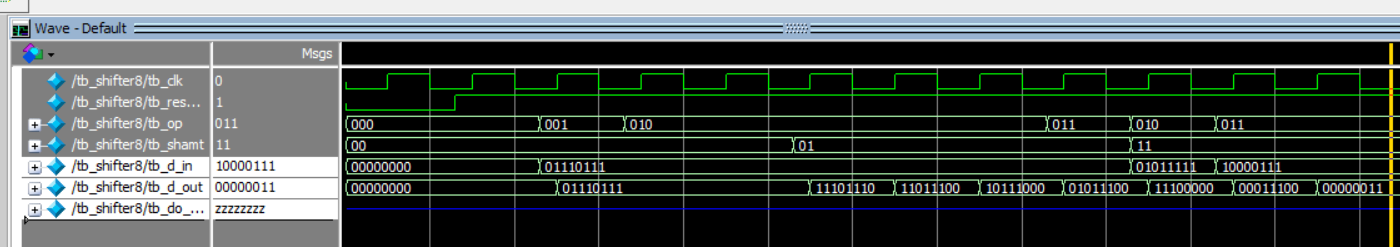 Wave - Default
Msgs
/tb_shifter8/tb_clk 0
/tb_shifter8/tb_res... 1
/tb_shifter8/tb_op 011 000 001 010 011 010 011
/tb_shifter8/tb_shamt 11 00 01 11
/tb_shifter8/tb_d_in 10000111 00000000 01110111 01011111 10000111
/tb_shifter8/tb_d_out 00000011 00000000 01110111 11101110 11011100 10111000 01011100 11100000 00011100 00000011
/tb_shifter8/tb_do_... zzzzzzzz